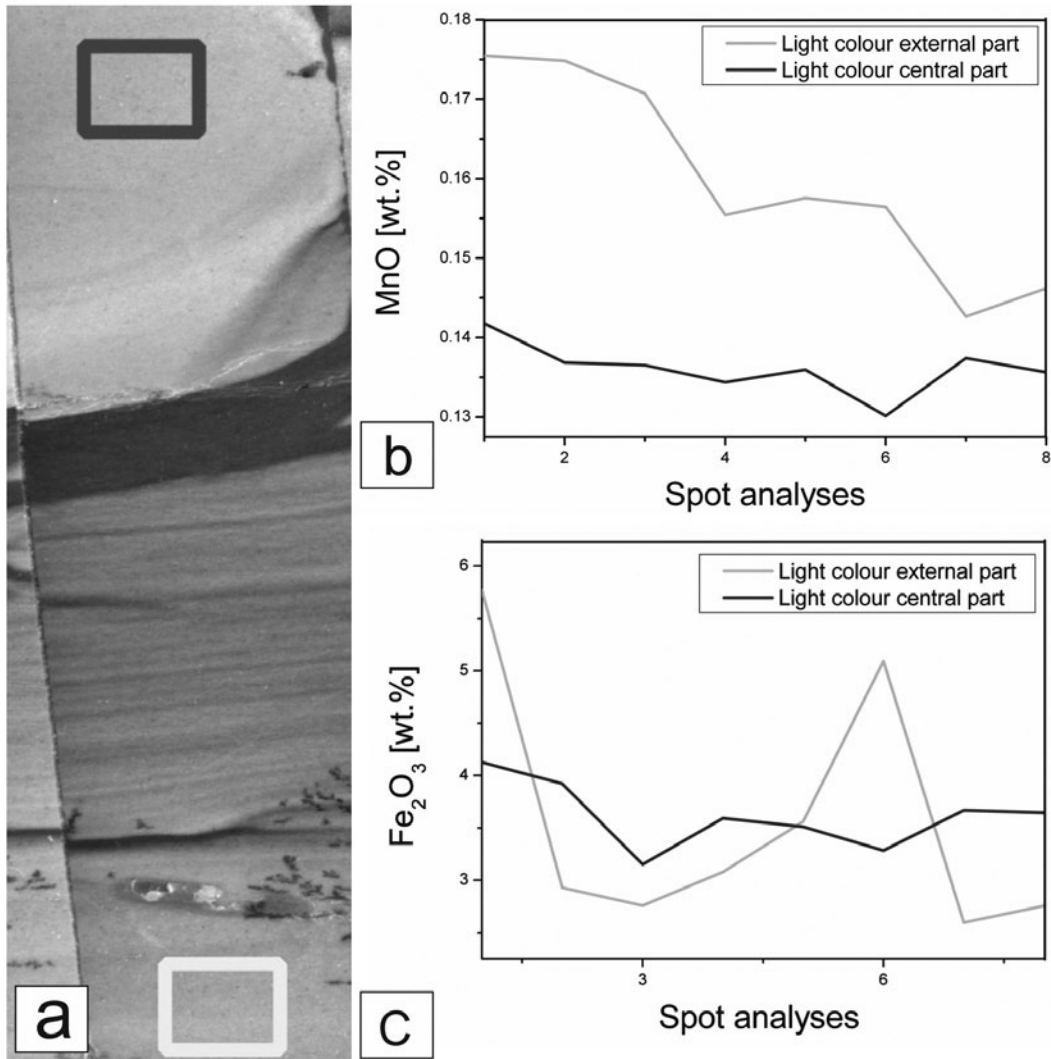 a
0.18
0.17
0.16
0.15
0.14
0.13
MnO [wt.%]
Light colour external part
Light colour central part
2
4
6
8
Spot analyses
b
6
5
4
3
Fe2O3 [wt.%]
Light colour external part
Light colour central part
3
6
Spot analyses
c